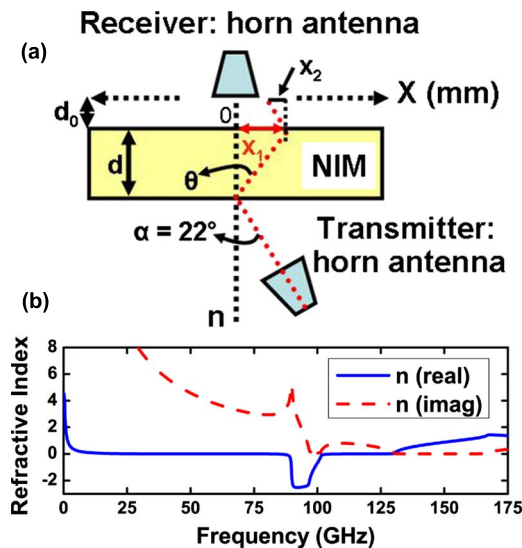 Receiver: horn antenna
(a)
x₂
X (mm)
d₀
0
d
x₁
θ
NIM
α = 22°
Transmitter:
horn antenna
n
(b)
8
6
4
2
0
-2
Refractive Index
n (real)
n (imag)
0 25 50 75 100 125 150 175
Frequency (GHz)